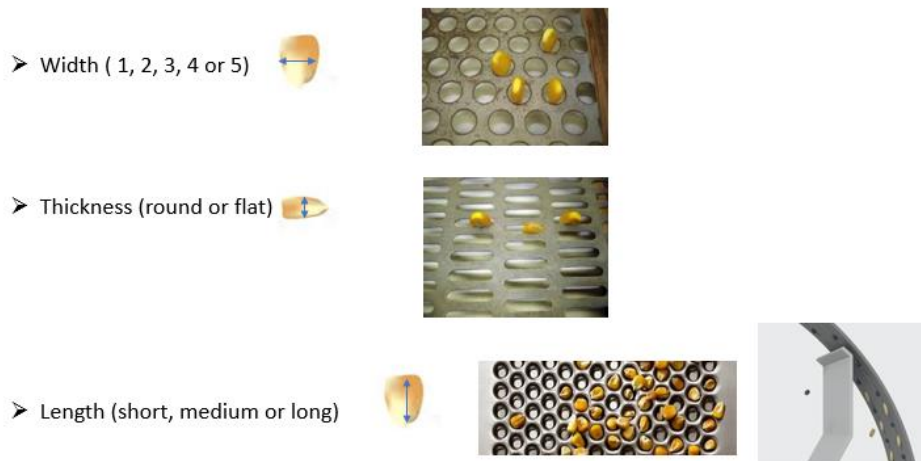 ➢ Width ( 1, 2, 3, 4 or 5)
➢ Thickness (round or flat)
➢ Length (short, medium or long)